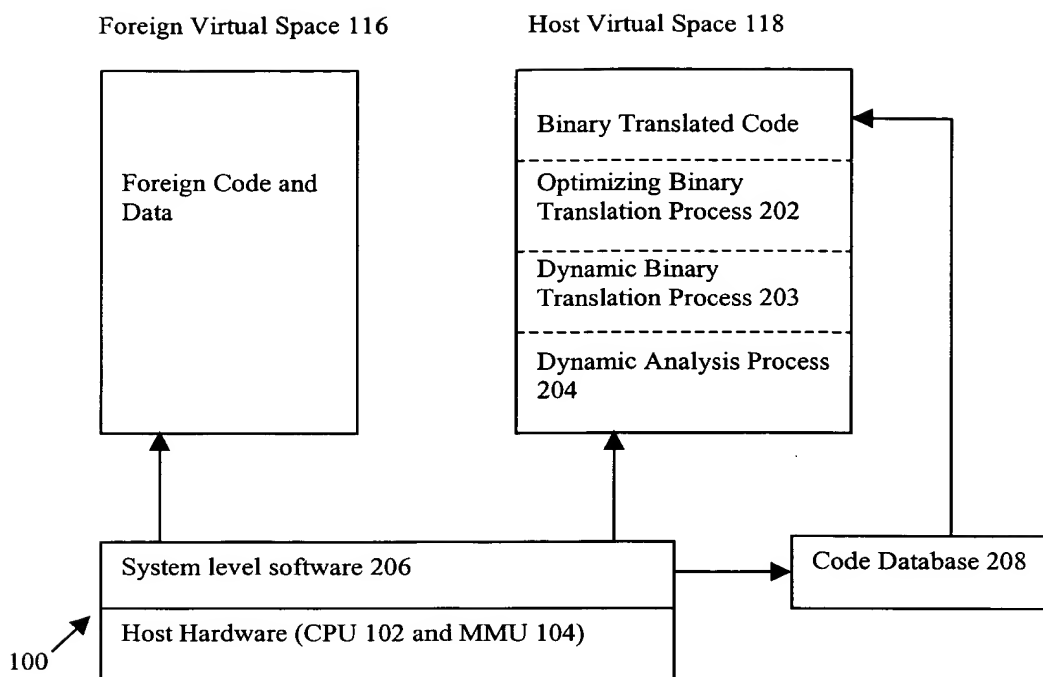 Foreign Virtual Space 116
Host Virtual Space 118
Foreign Code and
Data
Binary Translated Code
Optimizing Binary
Translation Process 202
Dynamic Binary
Translation Process 203
Dynamic Analysis Process
204
System level software 206
Code Database 208
Host Hardware (CPU 102 and MMU 104)
100